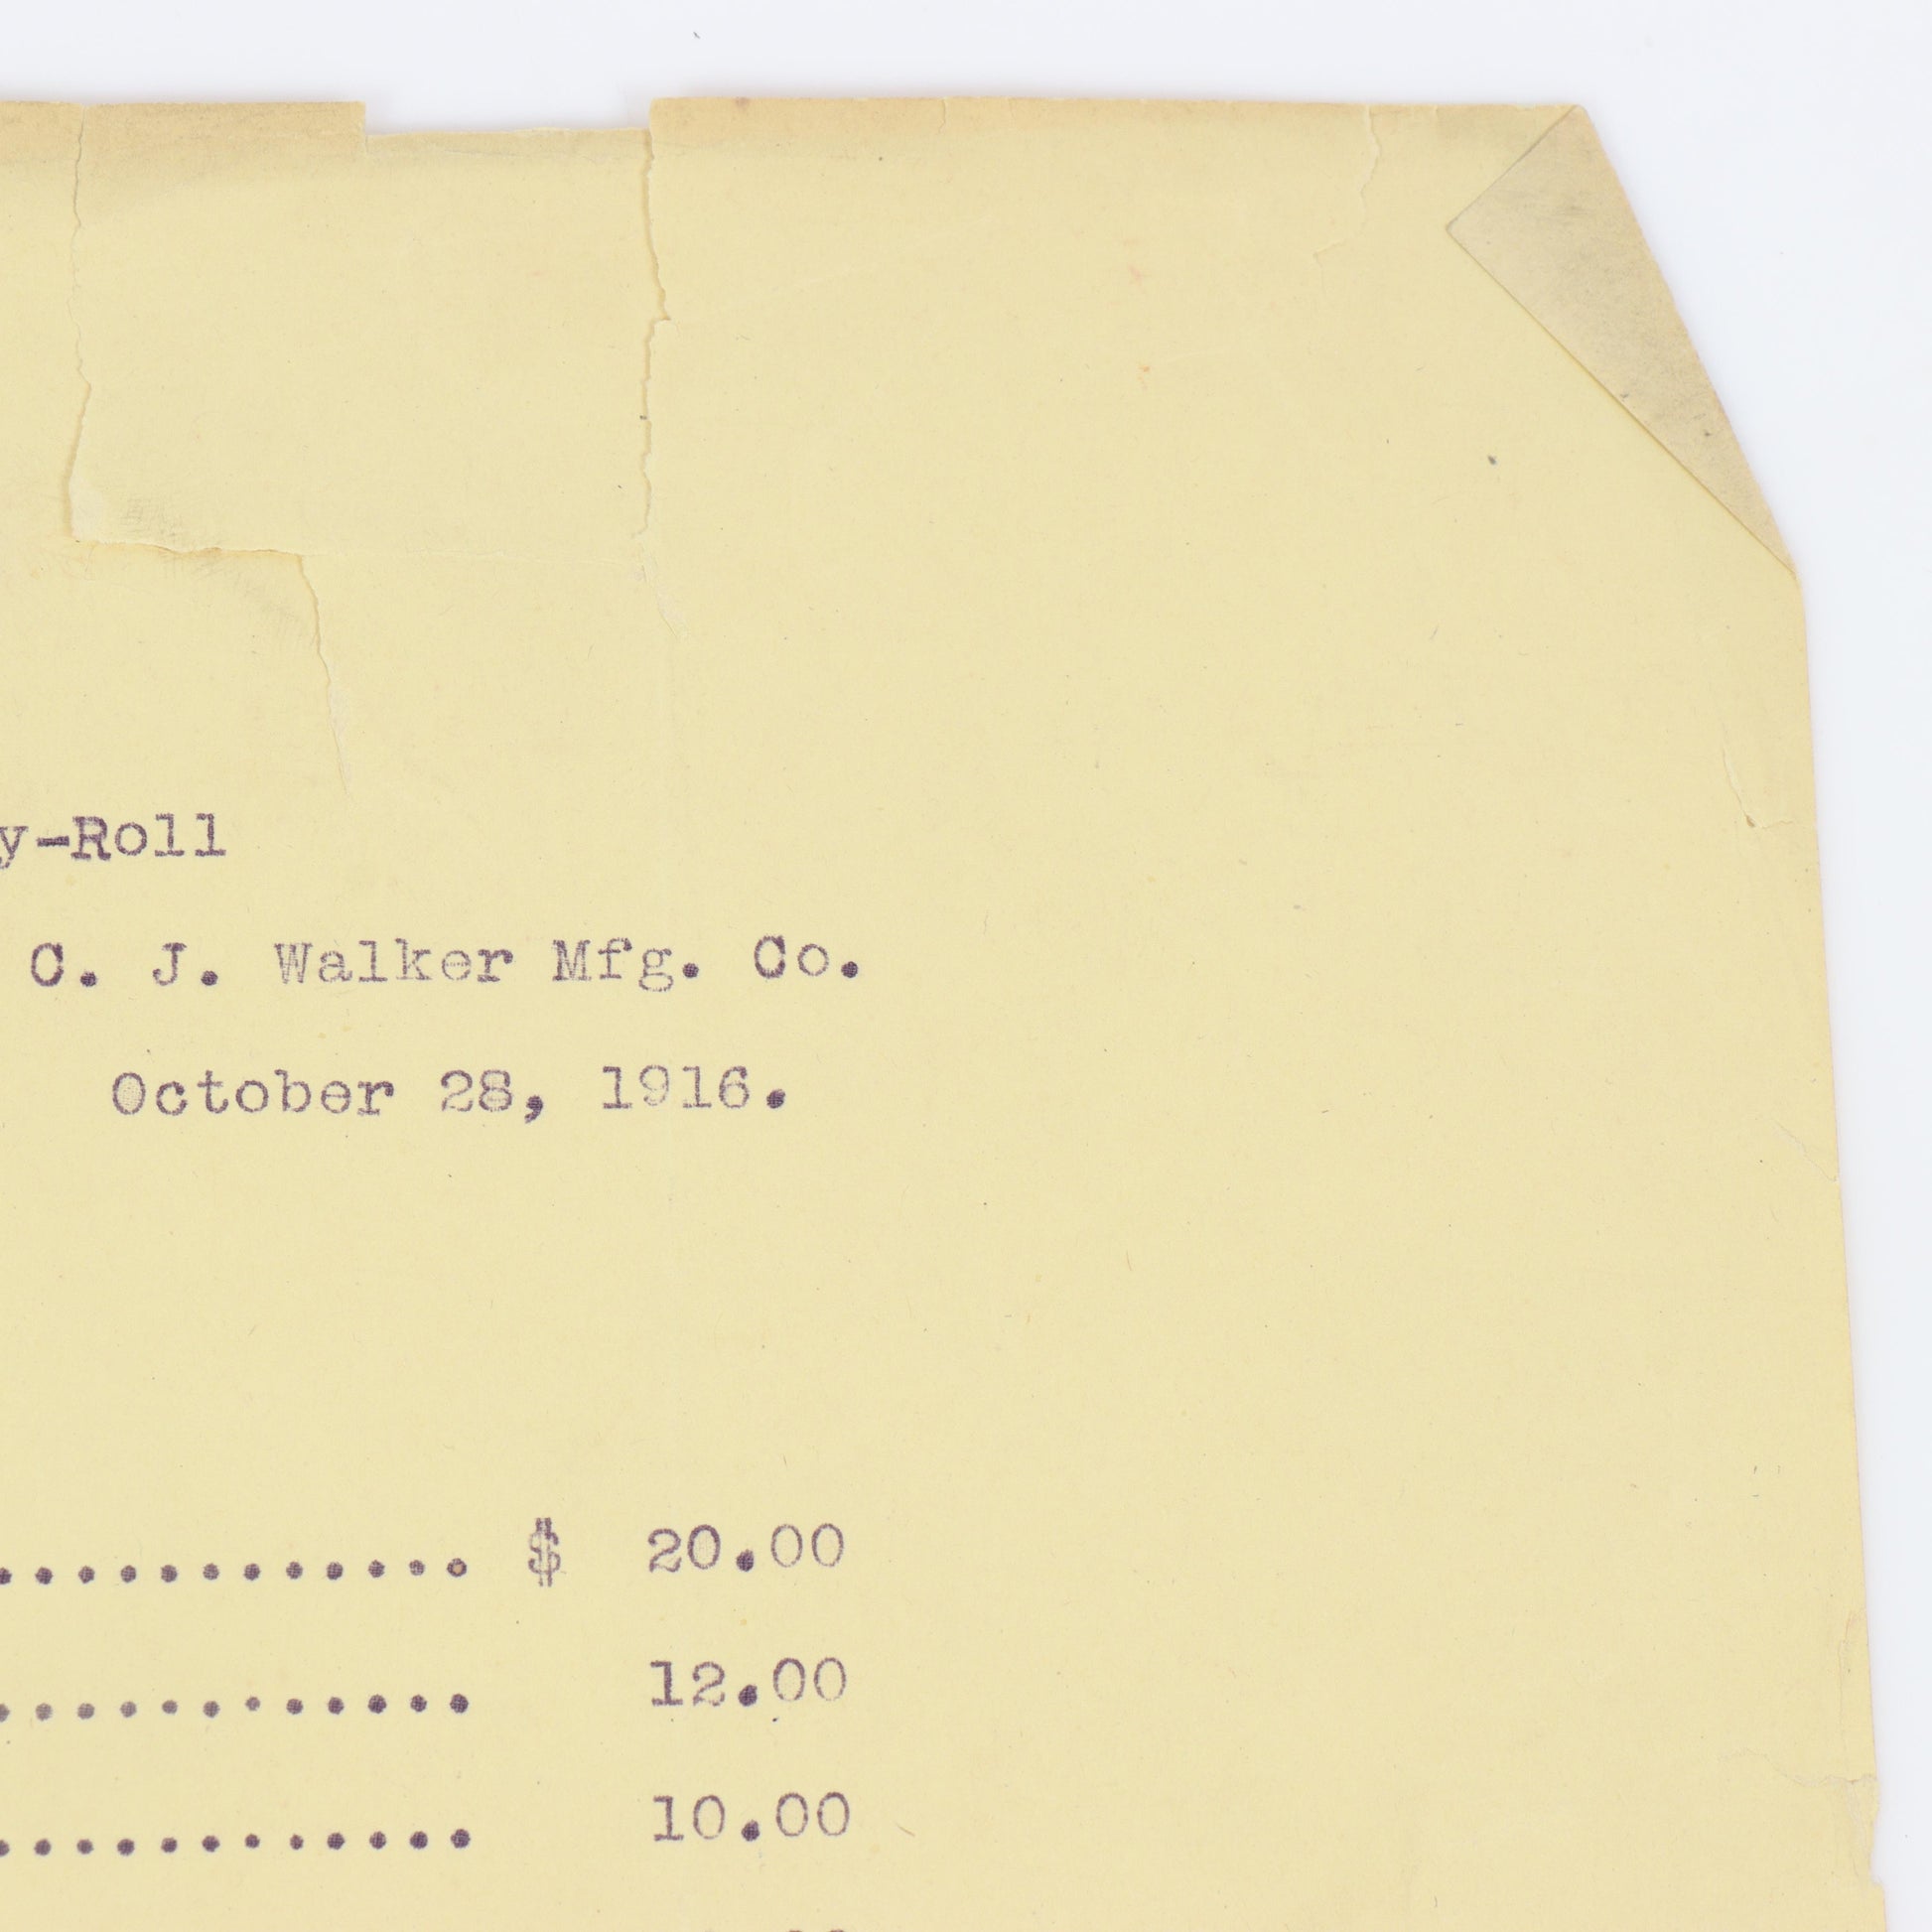 y-Roll
C. J. Walker Mfg. Co.
October 28, 1916.
............ $ 20.00
............ 12.00
............ 10.00